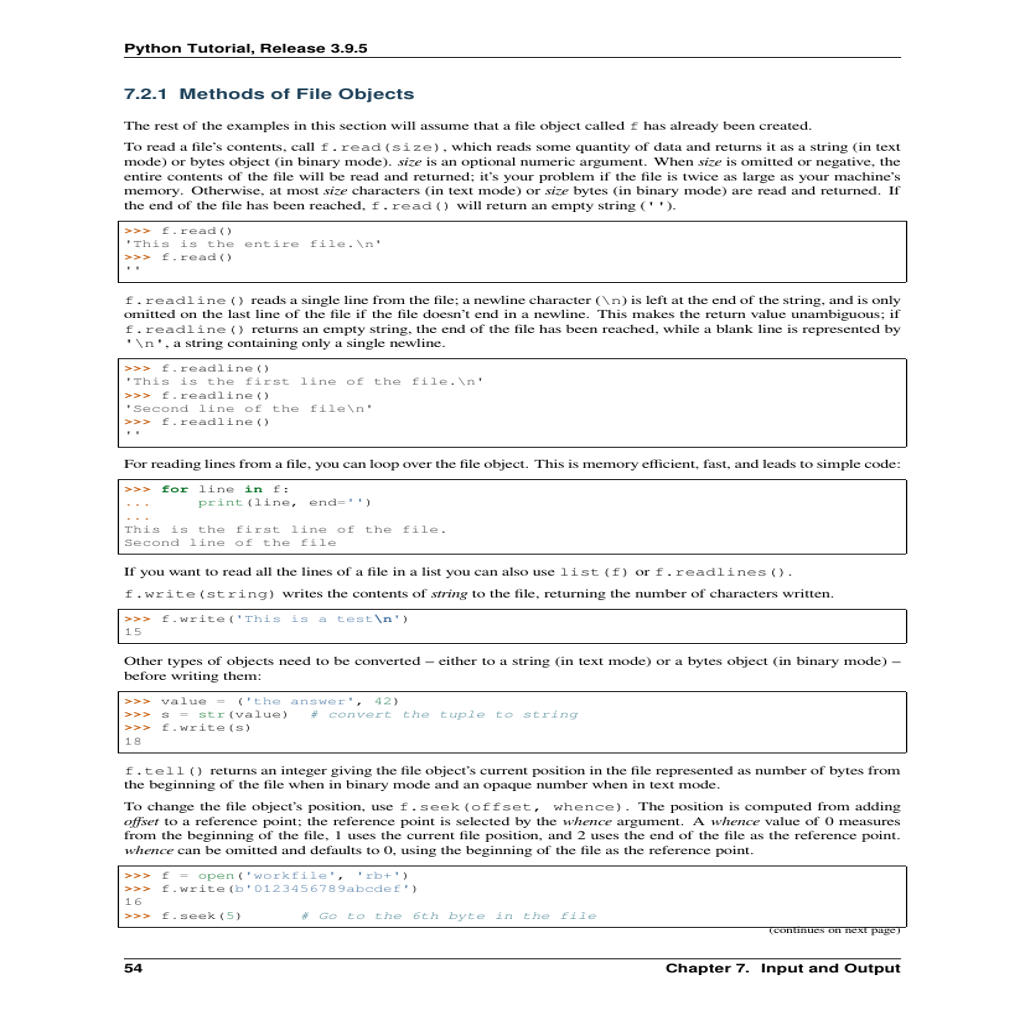 Python Tutorial, Release 3.9.5
7.2.1 Methods of File Objects
The rest of the examples in this section will assume that a file object called f has already been created.
To read a file's contents, call f.read(size), which reads some quantity of data and returns it as a string (in text
mode) or bytes object (in binary mode). size is an optional numeric argument. When size is omitted or negative, the
entire contents of the file will be read and returned; it's your problem if the file is twice as large as your machine's
memory. Otherwise, at most size characters (in text mode) or size bytes (in binary mode) are read and returned. If
the end of the file has been reached, f.read() will return an empty string ('').
>>> f.read()
'This is the entire file.\n'
>>> f.read()
''
f.readline() reads a single line from the file; a newline character (\n) is left at the end of the string, and is only
omitted on the last line of the file if the file doesn't end in a newline. This makes the return value unambiguous; if
f.readline() returns an empty string, the end of the file has been reached, while a blank line is represented by
'\n', a string containing only a single newline.
>>> f.readline()
'This is the first line of the file.\n'
>>> f.readline()
'Second line of the file\n'
>>> f.readline()
''
For reading lines from a file, you can loop over the file object. This is memory efficient, fast, and leads to simple code:
>>> for line in f:
...     print(line, end='')
...
This is the first line of the file.
Second line of the file
If you want to read all the lines of a file in a list you can also use list(f) or f.readlines().
f.write(string) writes the contents of string to the file, returning the number of characters written.
>>> f.write('This is a test\n')
15
Other types of objects need to be converted – either to a string (in text mode) or a bytes object (in binary mode) –
before writing them:
>>> value = ('the answer', 42)
>>> s = str(value)  # convert the tuple to string
>>> f.write(s)
18
f.tell() returns an integer giving the file object's current position in the file represented as number of bytes from
the beginning of the file when in binary mode and an opaque number when in text mode.
To change the file object's position, use f.seek(offset, whence). The position is computed from adding
offset to a reference point; the reference point is selected by the whence argument. A whence value of 0 measures
from the beginning of the file, 1 uses the current file position, and 2 uses the end of the file as the reference point.
whence can be omitted and defaults to 0, using the beginning of the file as the reference point.
>>> f = open('workfile', 'rb+')
>>> f.write(b'0123456789abcdef')
16
>>> f.seek(5)      # Go to the 6th byte in the file
(continues on next page)
54
Chapter 7. Input and Output